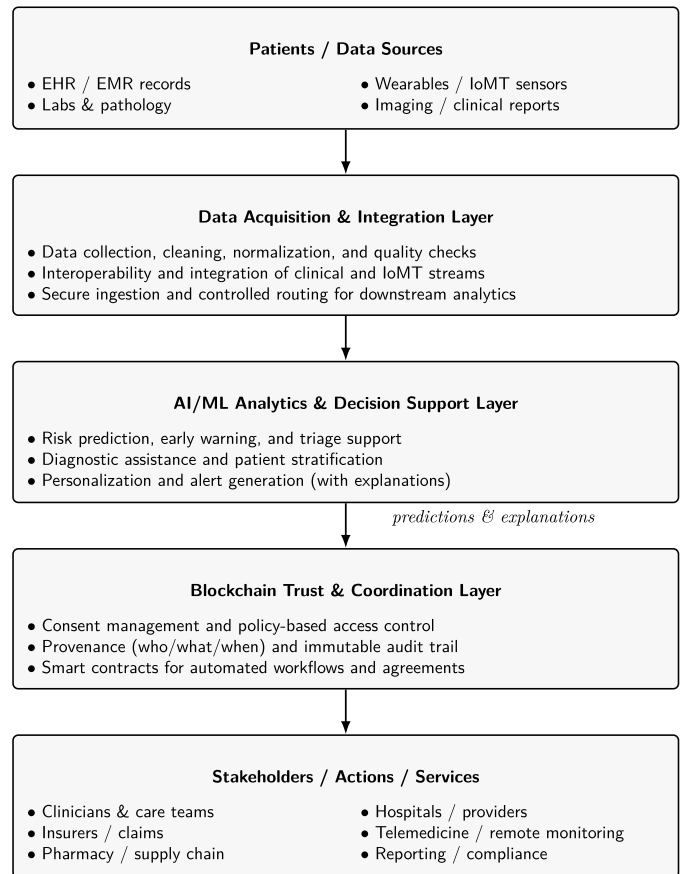 Patients / Data Sources
• EHR / EMR records
• Labs & pathology
• Wearables / IoMT sensors
• Imaging / clinical reports
Data Acquisition & Integration Layer
• Data collection, cleaning, normalization, and quality checks
• Interoperability and integration of clinical and IoMT streams
• Secure ingestion and controlled routing for downstream analytics
AI/ML Analytics & Decision Support Layer
• Risk prediction, early warning, and triage support
• Diagnostic assistance and patient stratification
• Personalization and alert generation (with explanations)
predictions & explanations
Blockchain Trust & Coordination Layer
• Consent management and policy-based access control
• Provenance (who/what/when) and immutable audit trail
• Smart contracts for automated workflows and agreements
Stakeholders / Actions / Services
• Clinicians & care teams
• Insurers / claims
• Pharmacy / supply chain
• Hospitals / providers
• Telemedicine / remote monitoring
• Reporting / compliance